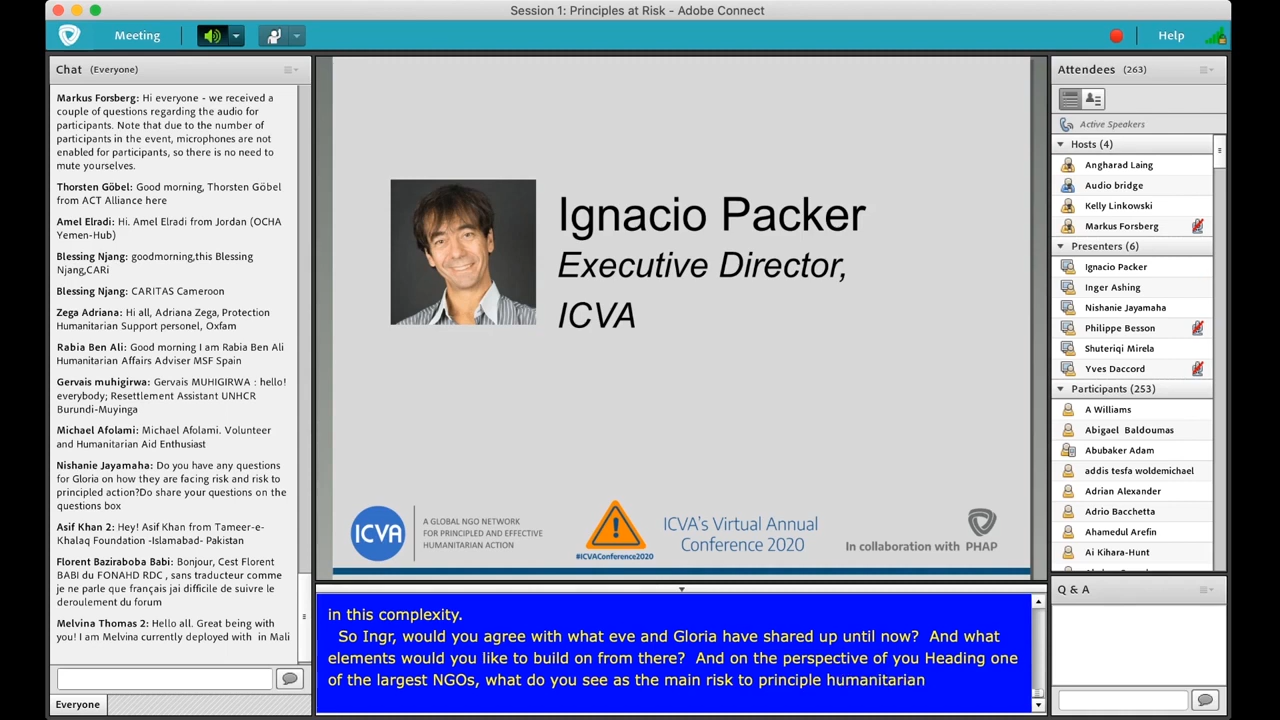 Session 1: Principles at Risk - Adobe Connect
Meeting
Help
Chat (Everyone)
Markus Forsberg: Hi everyone - we received a
couple of questions regarding the audio for
participants. Note that due to the number of
participants in the event, microphones are not
enabled for participants, so there is no need to
mute yourselves.
Thorsten Göbel: Good morning, Thorsten Göbel
from ACT Alliance here
Amel Elradi: Hi. Amel Elradi from Jordan (OCHA
Yemen-Hub)
Blessing Njang: goodmorning,this Blessing
Njang,CARi
Blessing Njang: CARITAS Cameroon
Zega Adriana: Hi all, Adriana Zega, Protection
Humanitarian Support personel, Oxfam
Rabia Ben Ali: Good morning I am Rabia Ben Ali
Humanitarian Affairs Adviser MSF Spain
Gervais muhigirwa: Gervais MUHIGIRWA : hello!
everybody; Resettlement Assistant UNHCR
Burundi-Muyinga
Michael Afolami: Michael Afolami. Volunteer
and Humanitarian Aid Enthusiast
Nishanie Jayamaha: Do you have any questions
for Gloria on how they are facing risk and risk to
principled action?Do share your questions on the
questions box
Asif Khan 2: Hey! Asif Khan from Tameer-e-
Khalaq Foundation -Islamabad- Pakistan
Florent Baziraboba Babi: Bonjour, Cest Florent
BABI du FONAHD RDC , sans traducteur comme
je ne parle que français jai difficile de suivre le
deroulement du forum
Melvina Thomas 2: Hello all. Great being with
you! I am Melvina currently deployed with in Mali
Everyone
Ignacio Packer
Executive Director,
ICVA
ICVA
A GLOBAL NGO NETWORK
FOR PRINCIPLED AND EFFECTIVE
HUMANITARIAN ACTION
#ICVAConference2020
ICVA's Virtual Annual
Conference 2020
In collaboration with PHAP
in this complexity.
So Ingr, would you agree with what eve and Gloria have shared up until now? And what
elements would you like to build on from there? And on the perspective of you Heading one
of the largest NGOs, what do you see as the main risk to principle humanitarian
Attendees (263)
Active Speakers
Hosts (4)
Angharad Laing
Audio bridge
Kelly Linkowski
Markus Forsberg
Presenters (6)
Ignacio Packer
Inger Ashing
Nishanie Jayamaha
Philippe Besson
Shuteriqi Mirela
Yves Daccord
Participants (253)
A Williams
Abigael Baldoumas
Abubaker Adam
addis tesfa woldemichael
Adrian Alexander
Adrio Bacchetta
Ahamedul Arefin
Ai Kihara-Hunt
Q & A